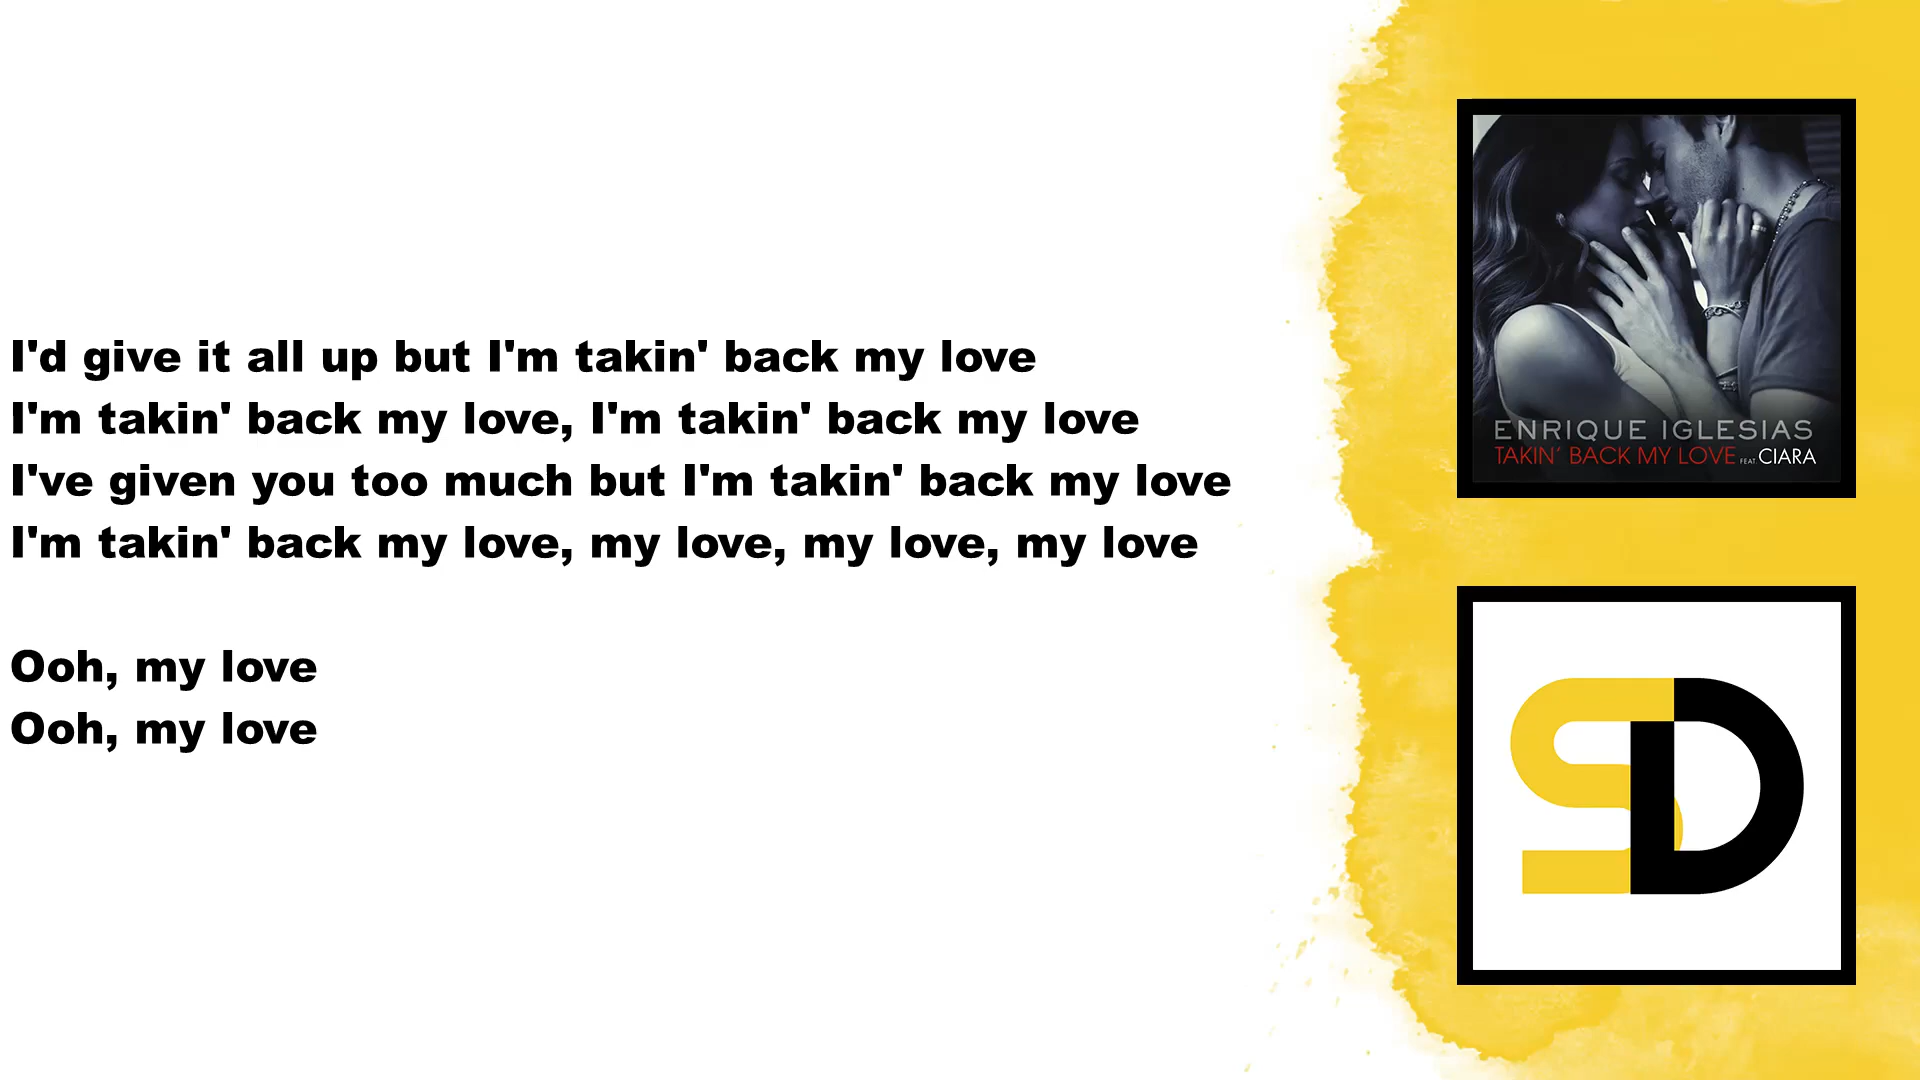 I'd give it all up but I'm takin' back my love
I'm takin' back my love, I'm takin' back my love
I've given you too much but I'm takin' back my love
I'm takin' back my love, my love, my love, my love
Ooh, my love
Ooh, my love
ENRIQUE IGLESIAS
TAKIN' BACK MY LOVE FEAT. CIARA
SD